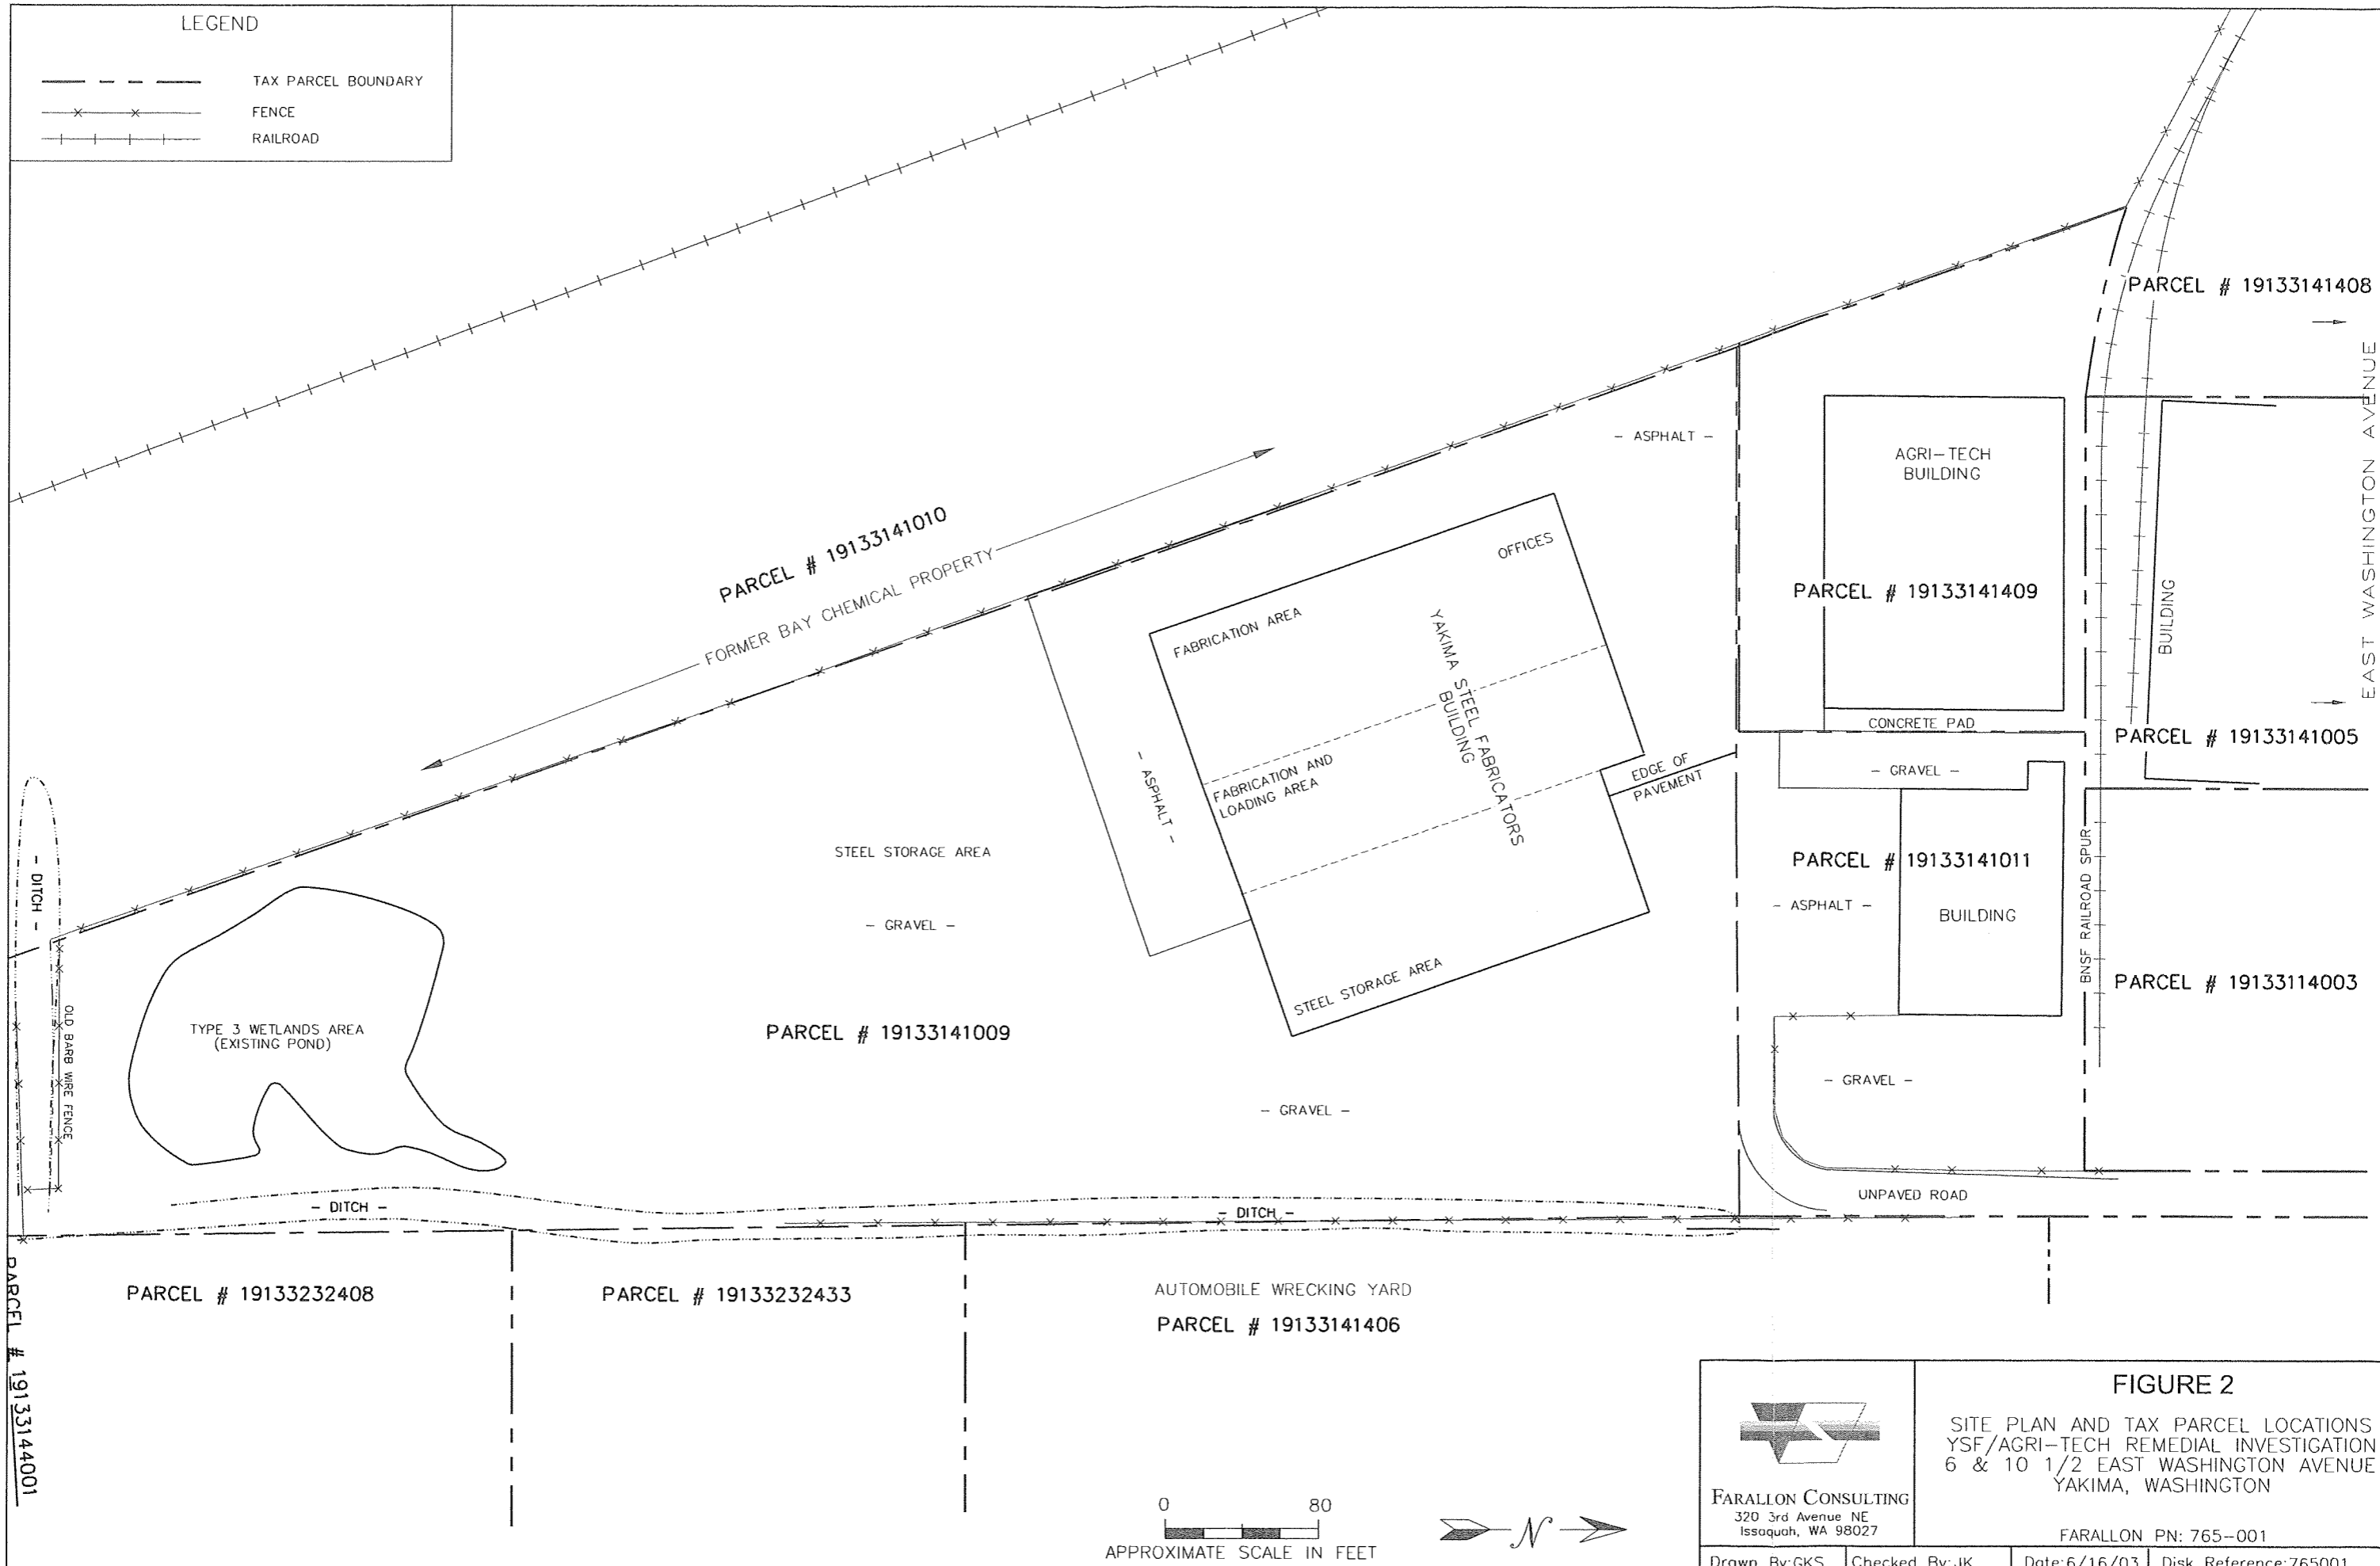 LEGEND
TAX PARCEL BOUNDARY
FENCE
RAILROAD
PARCEL # 19133141408
EAST WASHINGTON AVENUE
- ASPHALT -
AGRI-TECH
BUILDING
PARCEL # 19133141010
FORMER BAY CHEMICAL PROPERTY
OFFICES
FABRICATION AREA
YAKIMA STEEL FABRICATORS
BUILDING
PARCEL # 19133141409
BUILDING
CONCRETE PAD
PARCEL # 19133141005
- ASPHALT -
FABRICATION AND
LOADING AREA
EDGE OF
PAVEMENT
- GRAVEL -
STEEL STORAGE AREA
- GRAVEL -
- DITCH -
PARCEL # 19133141011
- ASPHALT -
BUILDING
BNSF RAILROAD SPUR
PARCEL # 19133114003
STEEL STORAGE AREA
OLD BARB WIRE FENCE
TYPE 3 WETLANDS AREA
(EXISTING POND)
PARCEL # 19133141009
- GRAVEL -
- GRAVEL -
UNPAVED ROAD
- DITCH -
- DITCH -
PARCEL # 19133144001
PARCEL # 19133232408
PARCEL # 19133232433
AUTOMOBILE WRECKING YARD
PARCEL # 19133141406
0 80
APPROXIMATE SCALE IN FEET
N
FARALLON CONSULTING
320 3rd Avenue NE
Issaquah, WA 98027
FIGURE 2
SITE PLAN AND TAX PARCEL LOCATIONS
YSF/AGRI-TECH REMEDIAL INVESTIGATION
6 & 10 1/2 EAST WASHINGTON AVENUE
YAKIMA, WASHINGTON
FARALLON PN: 765-001
Drawn By:GKS Checked By:JK Date:6/16/03 Disk Reference:765001